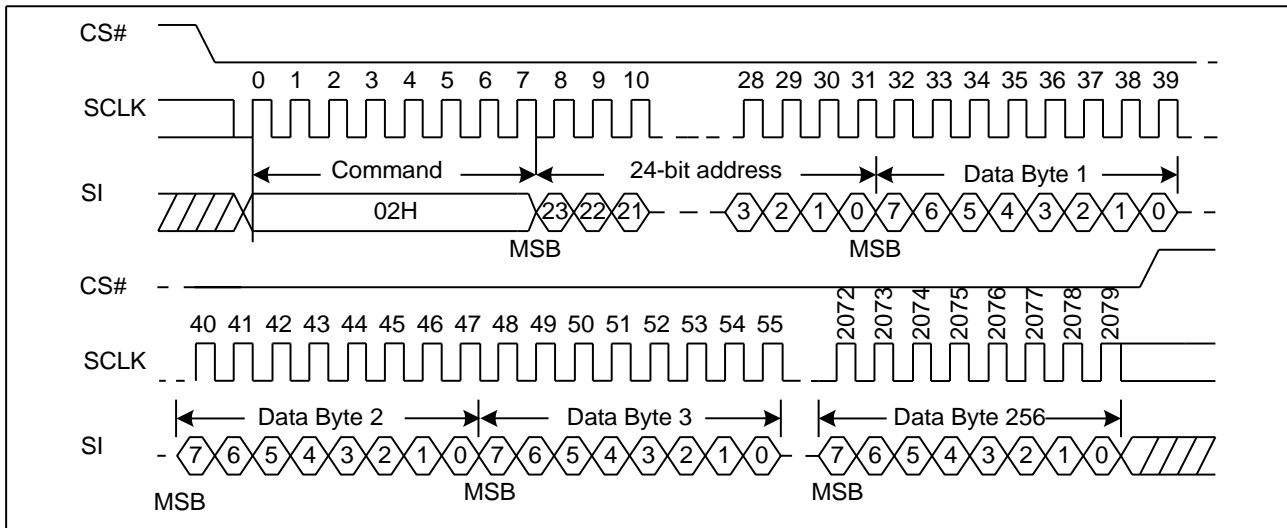 CS#
0 1 2 3 4 5 6 7 8 9 10 28 29 30 31 32 33 34 35 36 37 38 39
SCLK
Command 24-bit address Data Byte 1
SI
02H 23 22 21 3 2 1 0 7 6 5 4 3 2 1 0
MSB MSB
CS#
40 41 42 43 44 45 46 47 48 49 50 51 52 53 54 55 2072 2073 2074 2075 2076 2077 2078 2079
SCLK
Data Byte 2 Data Byte 3 Data Byte 256
SI
7 6 5 4 3 2 1 0 7 6 5 4 3 2 1 0 7 6 5 4 3 2 1 0
MSB MSB MSB